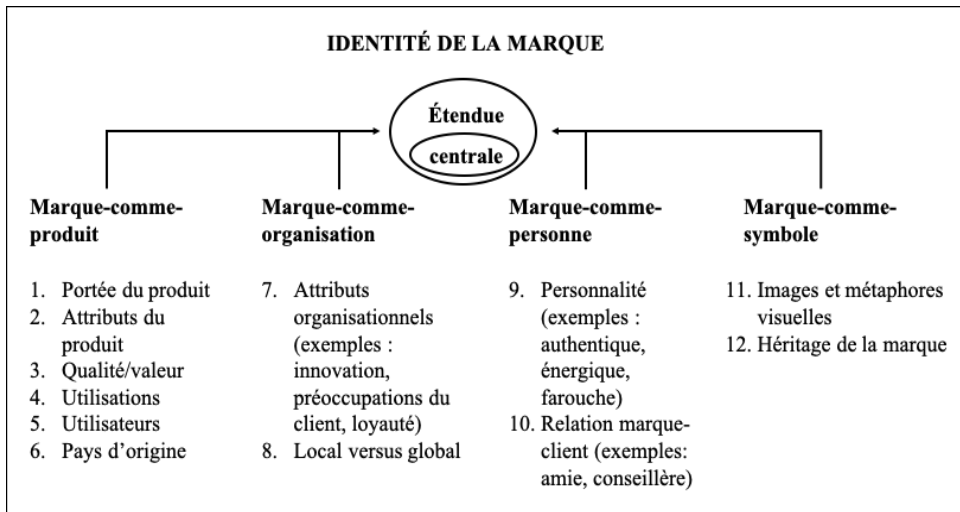 IDENTITÉ DE LA MARQUE
Étendue
centrale
Marque-comme-
produit
1. Portée du produit
2. Attributs du
produit
3. Qualité/valeur
4. Utilisations
5. Utilisateurs
6. Pays d'origine
Marque-comme-
organisation
7. Attributs
organisationnels
(exemples :
innovation,
préoccupations du
client, loyauté)
8. Local versus global
Marque-comme-
personne
9. Personnalité
(exemples :
authentique,
énergique,
farouche)
10. Relation marque-
client (exemples:
amie, conseillère)
Marque-comme-
symbole
11. Images et métaphores
visuelles
12. Héritage de la marque